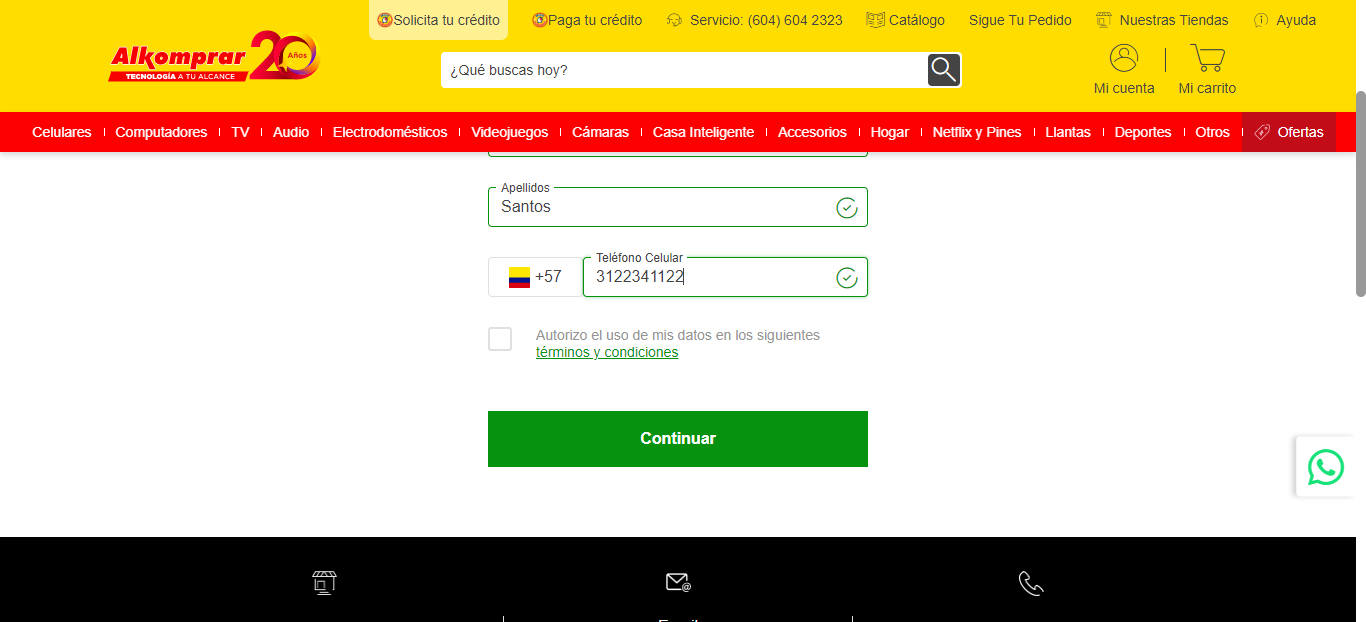 Solicita tu crédito
Paga tu crédito
Servicio: (604) 604 2323
Catálogo
Sigue Tu Pedido
Nuestras Tiendas
Ayuda
Alkomprar 20 Años
TECNOLOGÍA A TU ALCANCE
¿Qué buscas hoy?
Mi cuenta
Mi carrito
Celulares
Computadores
TV
Audio
Electrodomésticos
Videojuegos
Cámaras
Casa Inteligente
Accesorios
Hogar
Netflix y Pines
Llantas
Deportes
Otros
Ofertas
Apellidos
Santos
Teléfono Celular
+57
3122341122
Autorizo el uso de mis datos en los siguientes
términos y condiciones
Continuar